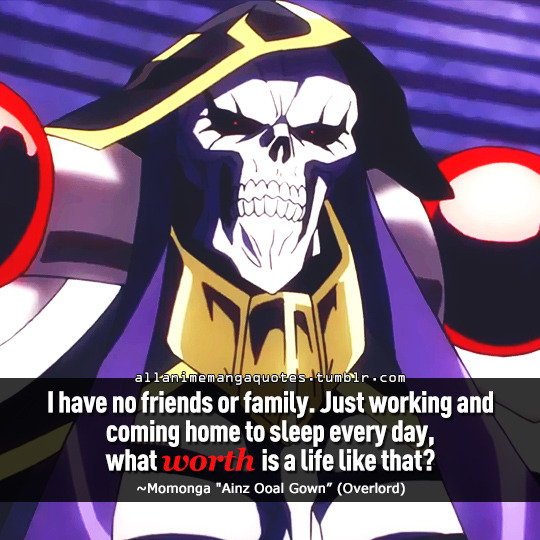 allanimemangaquotes.tumblr.com
I have no friends or family. Just working and
coming home to sleep every day,
what worth is a life like that?
~Momonga "Ainz Ooal Gown” (Overlord)